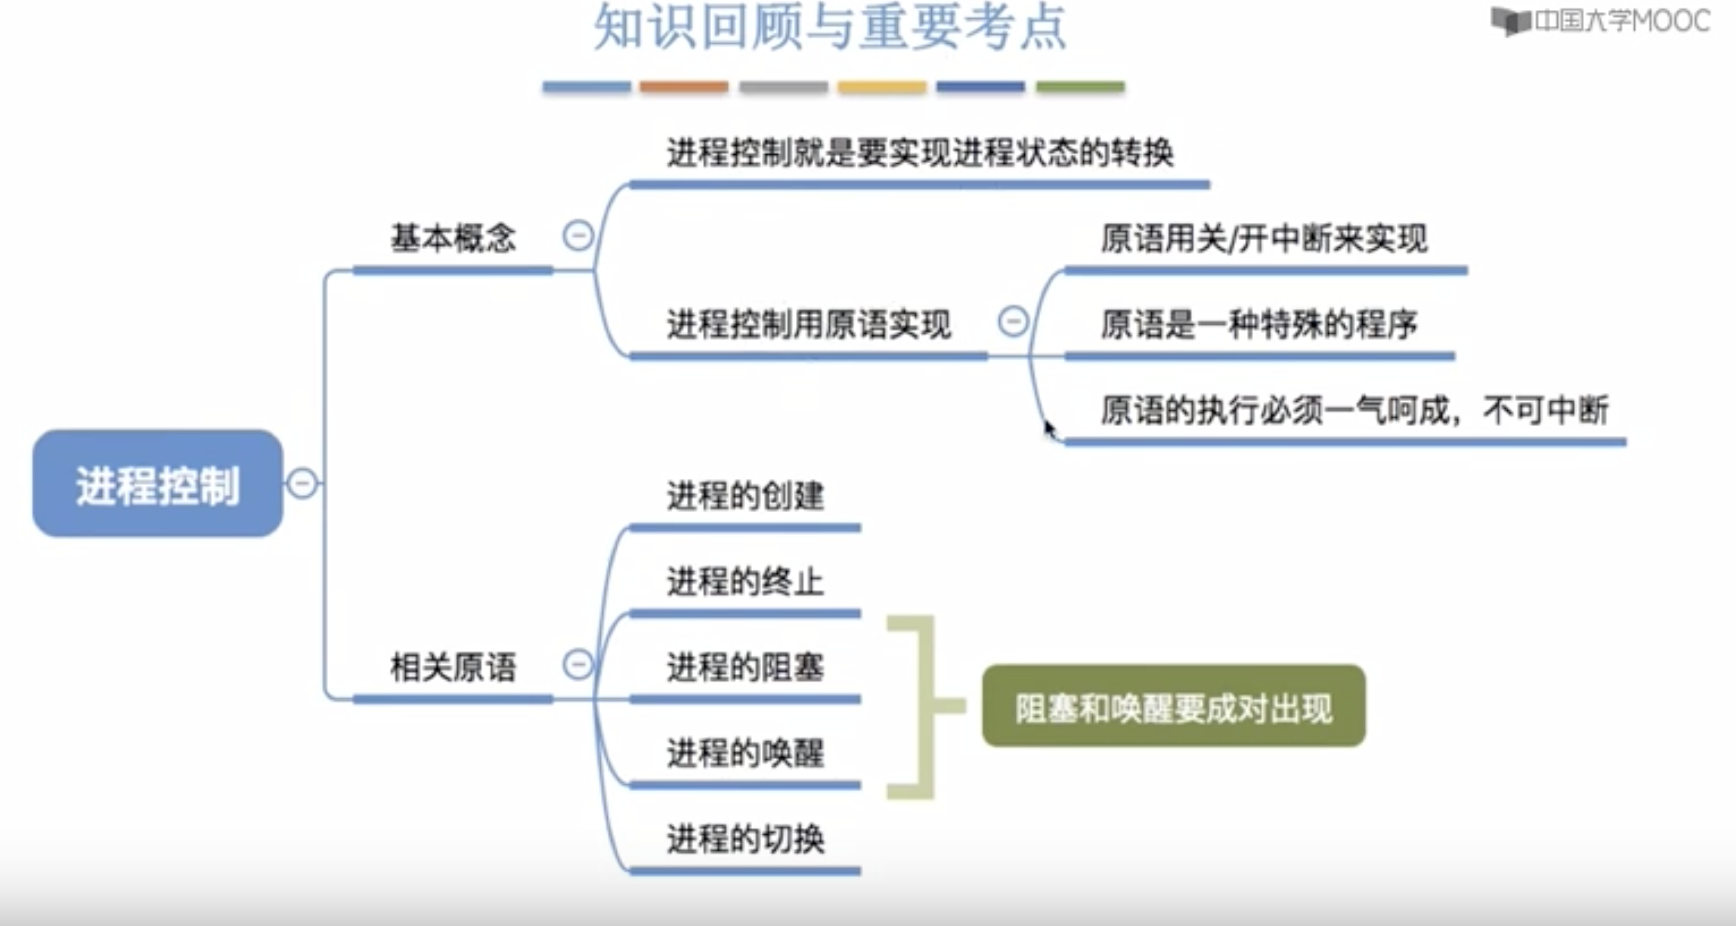 知识回顾与重要考点
中国大学MOOC
进程控制就是要实现进程状态的转换
基本概念
原语用关/开中断来实现
进程控制用原语实现
原语是一种特殊的程序
原语的执行必须一气呵成，不可中断
进程控制
进程的创建
进程的终止
相关原语
进程的阻塞
阻塞和唤醒要成对出现
进程的唤醒
进程的切换